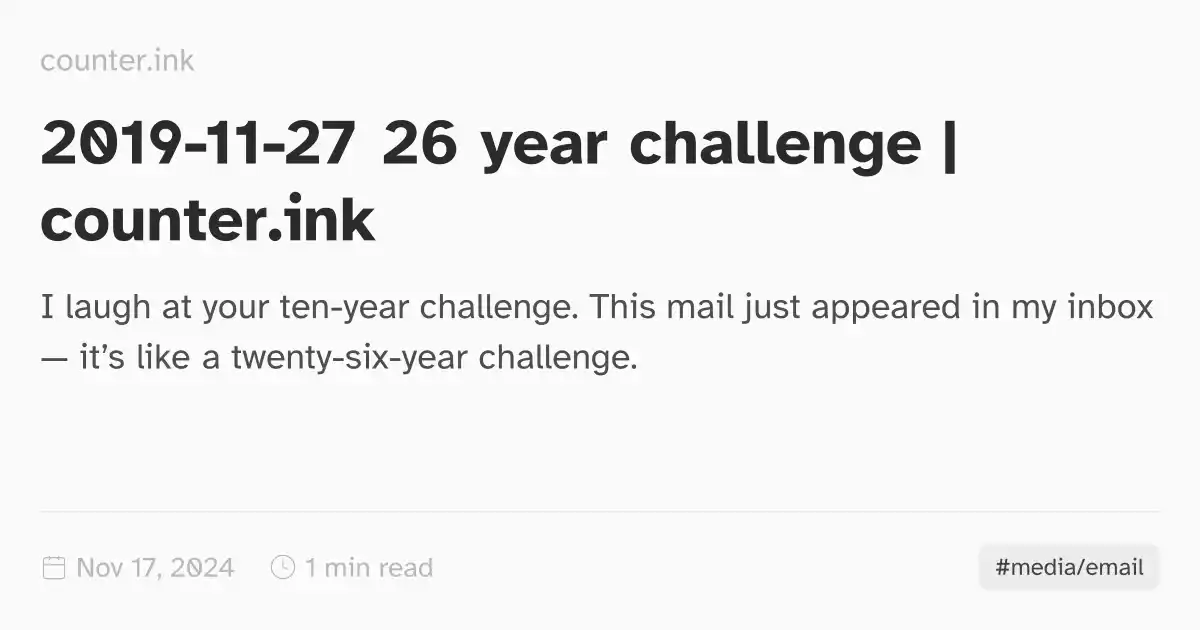 counter.ink
2019-11-27 26 year challenge |
counter.ink
I laugh at your ten-year challenge. This mail just appeared in my inbox
— it’s like a twenty-six-year challenge.
Nov 17, 2024 1 min read
#media/email